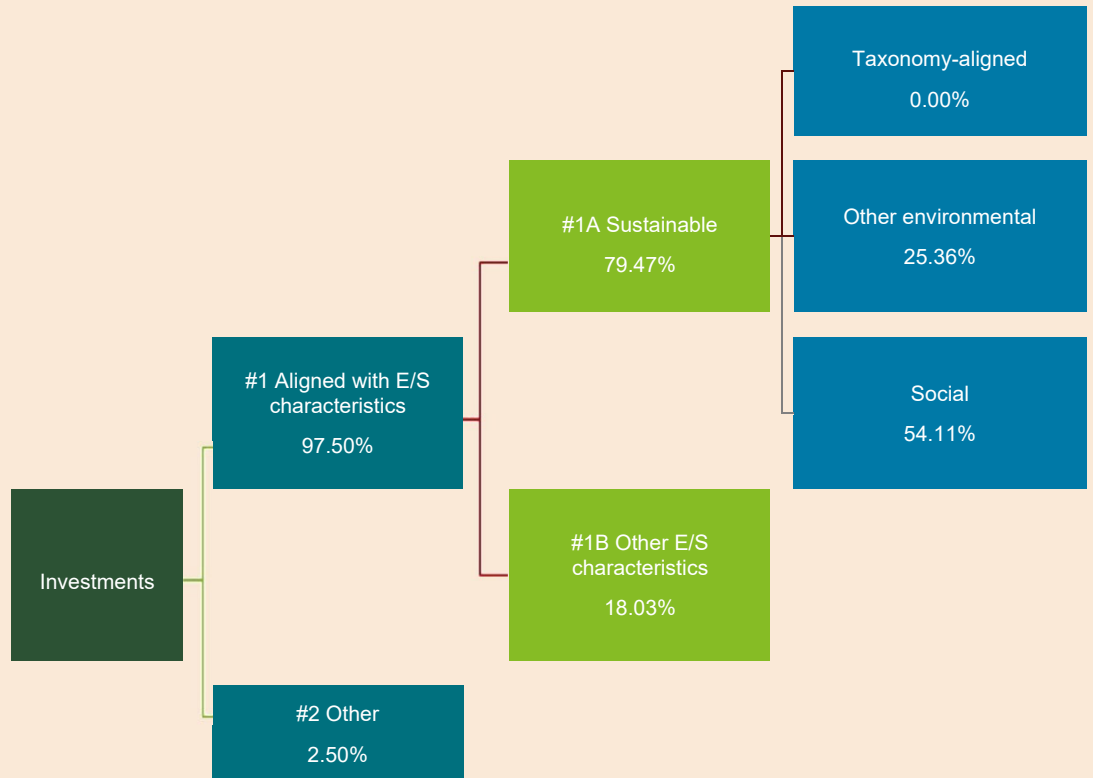 Investments
#1 Aligned with E/S
characteristics
97.50%
#2 Other
2.50%
#1A Sustainable
79.47%
#1B Other E/S
characteristics
18.03%
Taxonomy-aligned
0.00%
Other environmental
25.36%
Social
54.11%